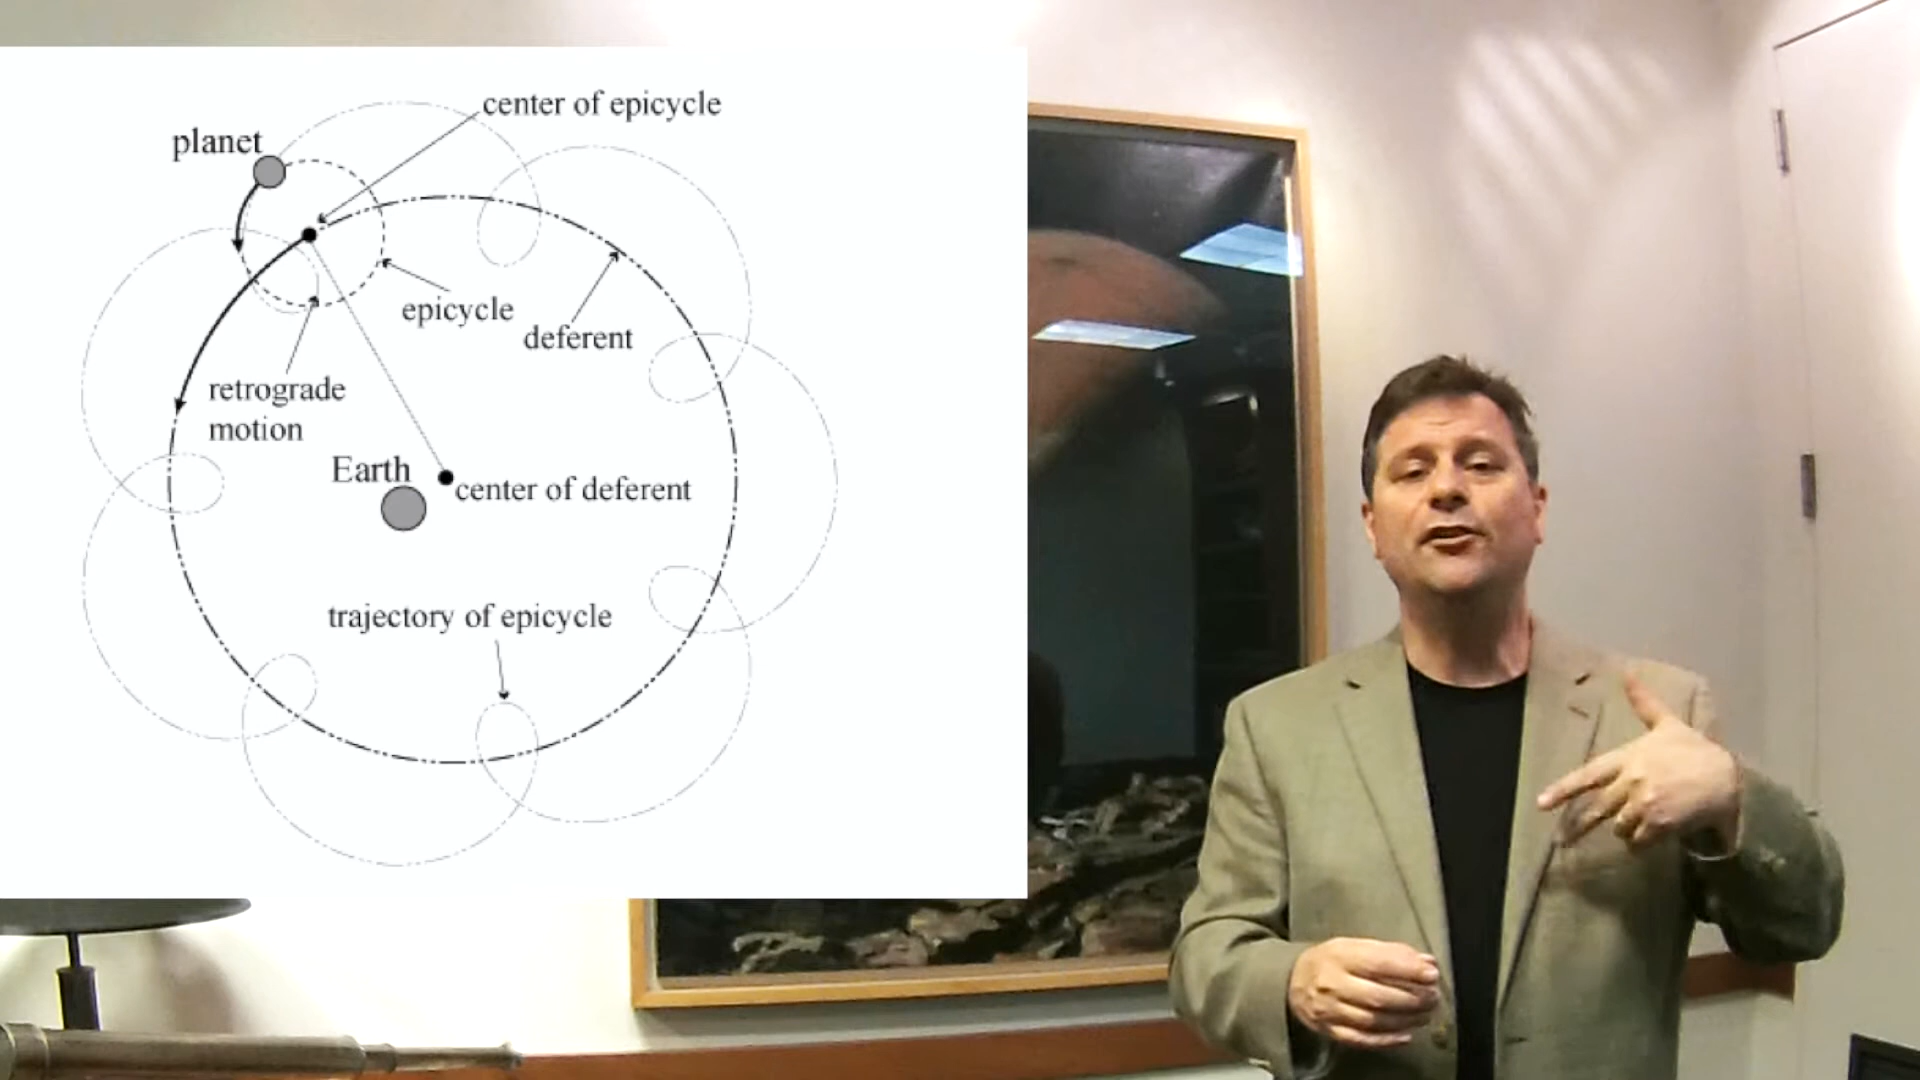 center of epicycle
planet
epicycle
deferent
retrograde
motion
Earth
center of deferent
trajectory of epicycle